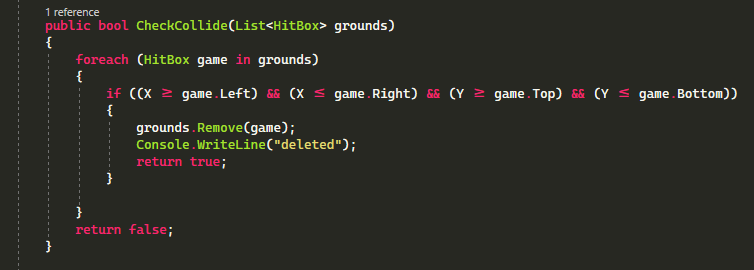 1 reference
public bool CheckCollide(List<HitBox> grounds)
{
foreach (HitBox game in grounds)
{
if ((X ≥ game.Left) && (X ≤ game.Right) && (Y ≥ game.Top) && (Y ≤ game.Bottom))
{
grounds.Remove(game);
Console.WriteLine("deleted");
return true;
}
}
return false;
}